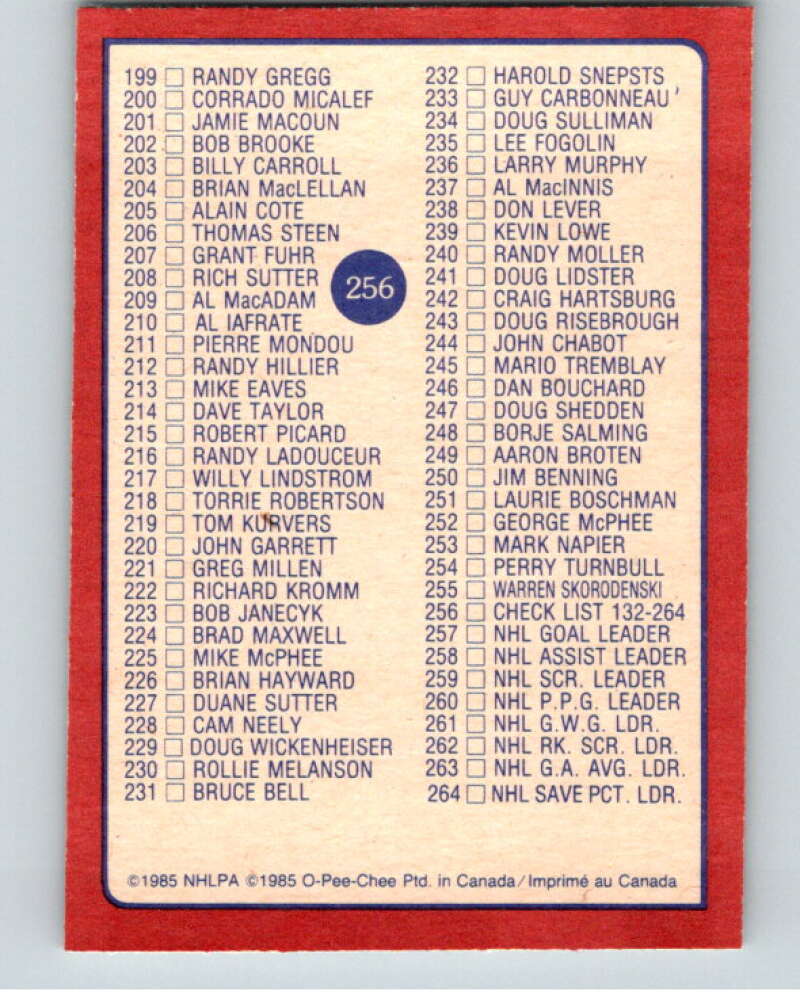 199 RANDY GREGG
200 CORRADO MICALEF
201 JAMIE MACOUN
202 BOB BROOKE
203 BILLY CARROLL
204 BRIAN MacLELLAN
205 ALAIN COTE
206 THOMAS STEEN
207 GRANT FUHR
208 RICH SUTTER
209 AL MacADAM
210 AL IAFRATE
211 PIERRE MONDOU
212 RANDY HILLIER
213 MIKE EAVES
214 DAVE TAYLOR
215 ROBERT PICARD
216 RANDY LADOUCEUR
217 WILLY LINDSTROM
218 TORRIE ROBERTSON
219 TOM KURVERS
220 JOHN GARRETT
221 GREG MILLEN
222 RICHARD KROMM
223 BOB JANECYK
224 BRAD MAXWELL
225 MIKE McPHEE
226 BRIAN HAYWARD
227 DUANE SUTTER
228 CAM NEELY
229 DOUG WICKENHEISER
230 ROLLIE MELANSON
231 BRUCE BELL
256
232 HAROLD SNEPSTS
233 GUY CARBONNEAU
234 DOUG SULLIMAN
235 LEE FOGOLIN
236 LARRY MURPHY
237 AL MacINNIS
238 DON LEVER
239 KEVIN LOWE
240 RANDY MOLLER
241 DOUG LIDSTER
242 CRAIG HARTSBURG
243 DOUG RISEBROUGH
244 JOHN CHABOT
245 MARIO TREMBLAY
246 DAN BOUCHARD
247 DOUG SHEDDEN
248 BORJE SALMING
249 AARON BROTEN
250 JIM BENNING
251 LAURIE BOSCHMAN
252 GEORGE McPHEE
253 MARK NAPIER
254 PERRY TURNBULL
255 WARREN SKORODENSKI
256 CHECK LIST 132-264
257 NHL GOAL LEADER
258 NHL ASSIST LEADER
259 NHL SCR. LEADER
260 NHL P.P.G. LEADER
261 NHL G.W.G. LDR.
262 NHL RK. SCR. LDR.
263 NHL G.A. AVG. LDR.
264 NHL SAVE PCT. LDR.
©1985 NHLPA ©1985 O-Pee-Chee Ptd. in Canada/Imprimé au Canada